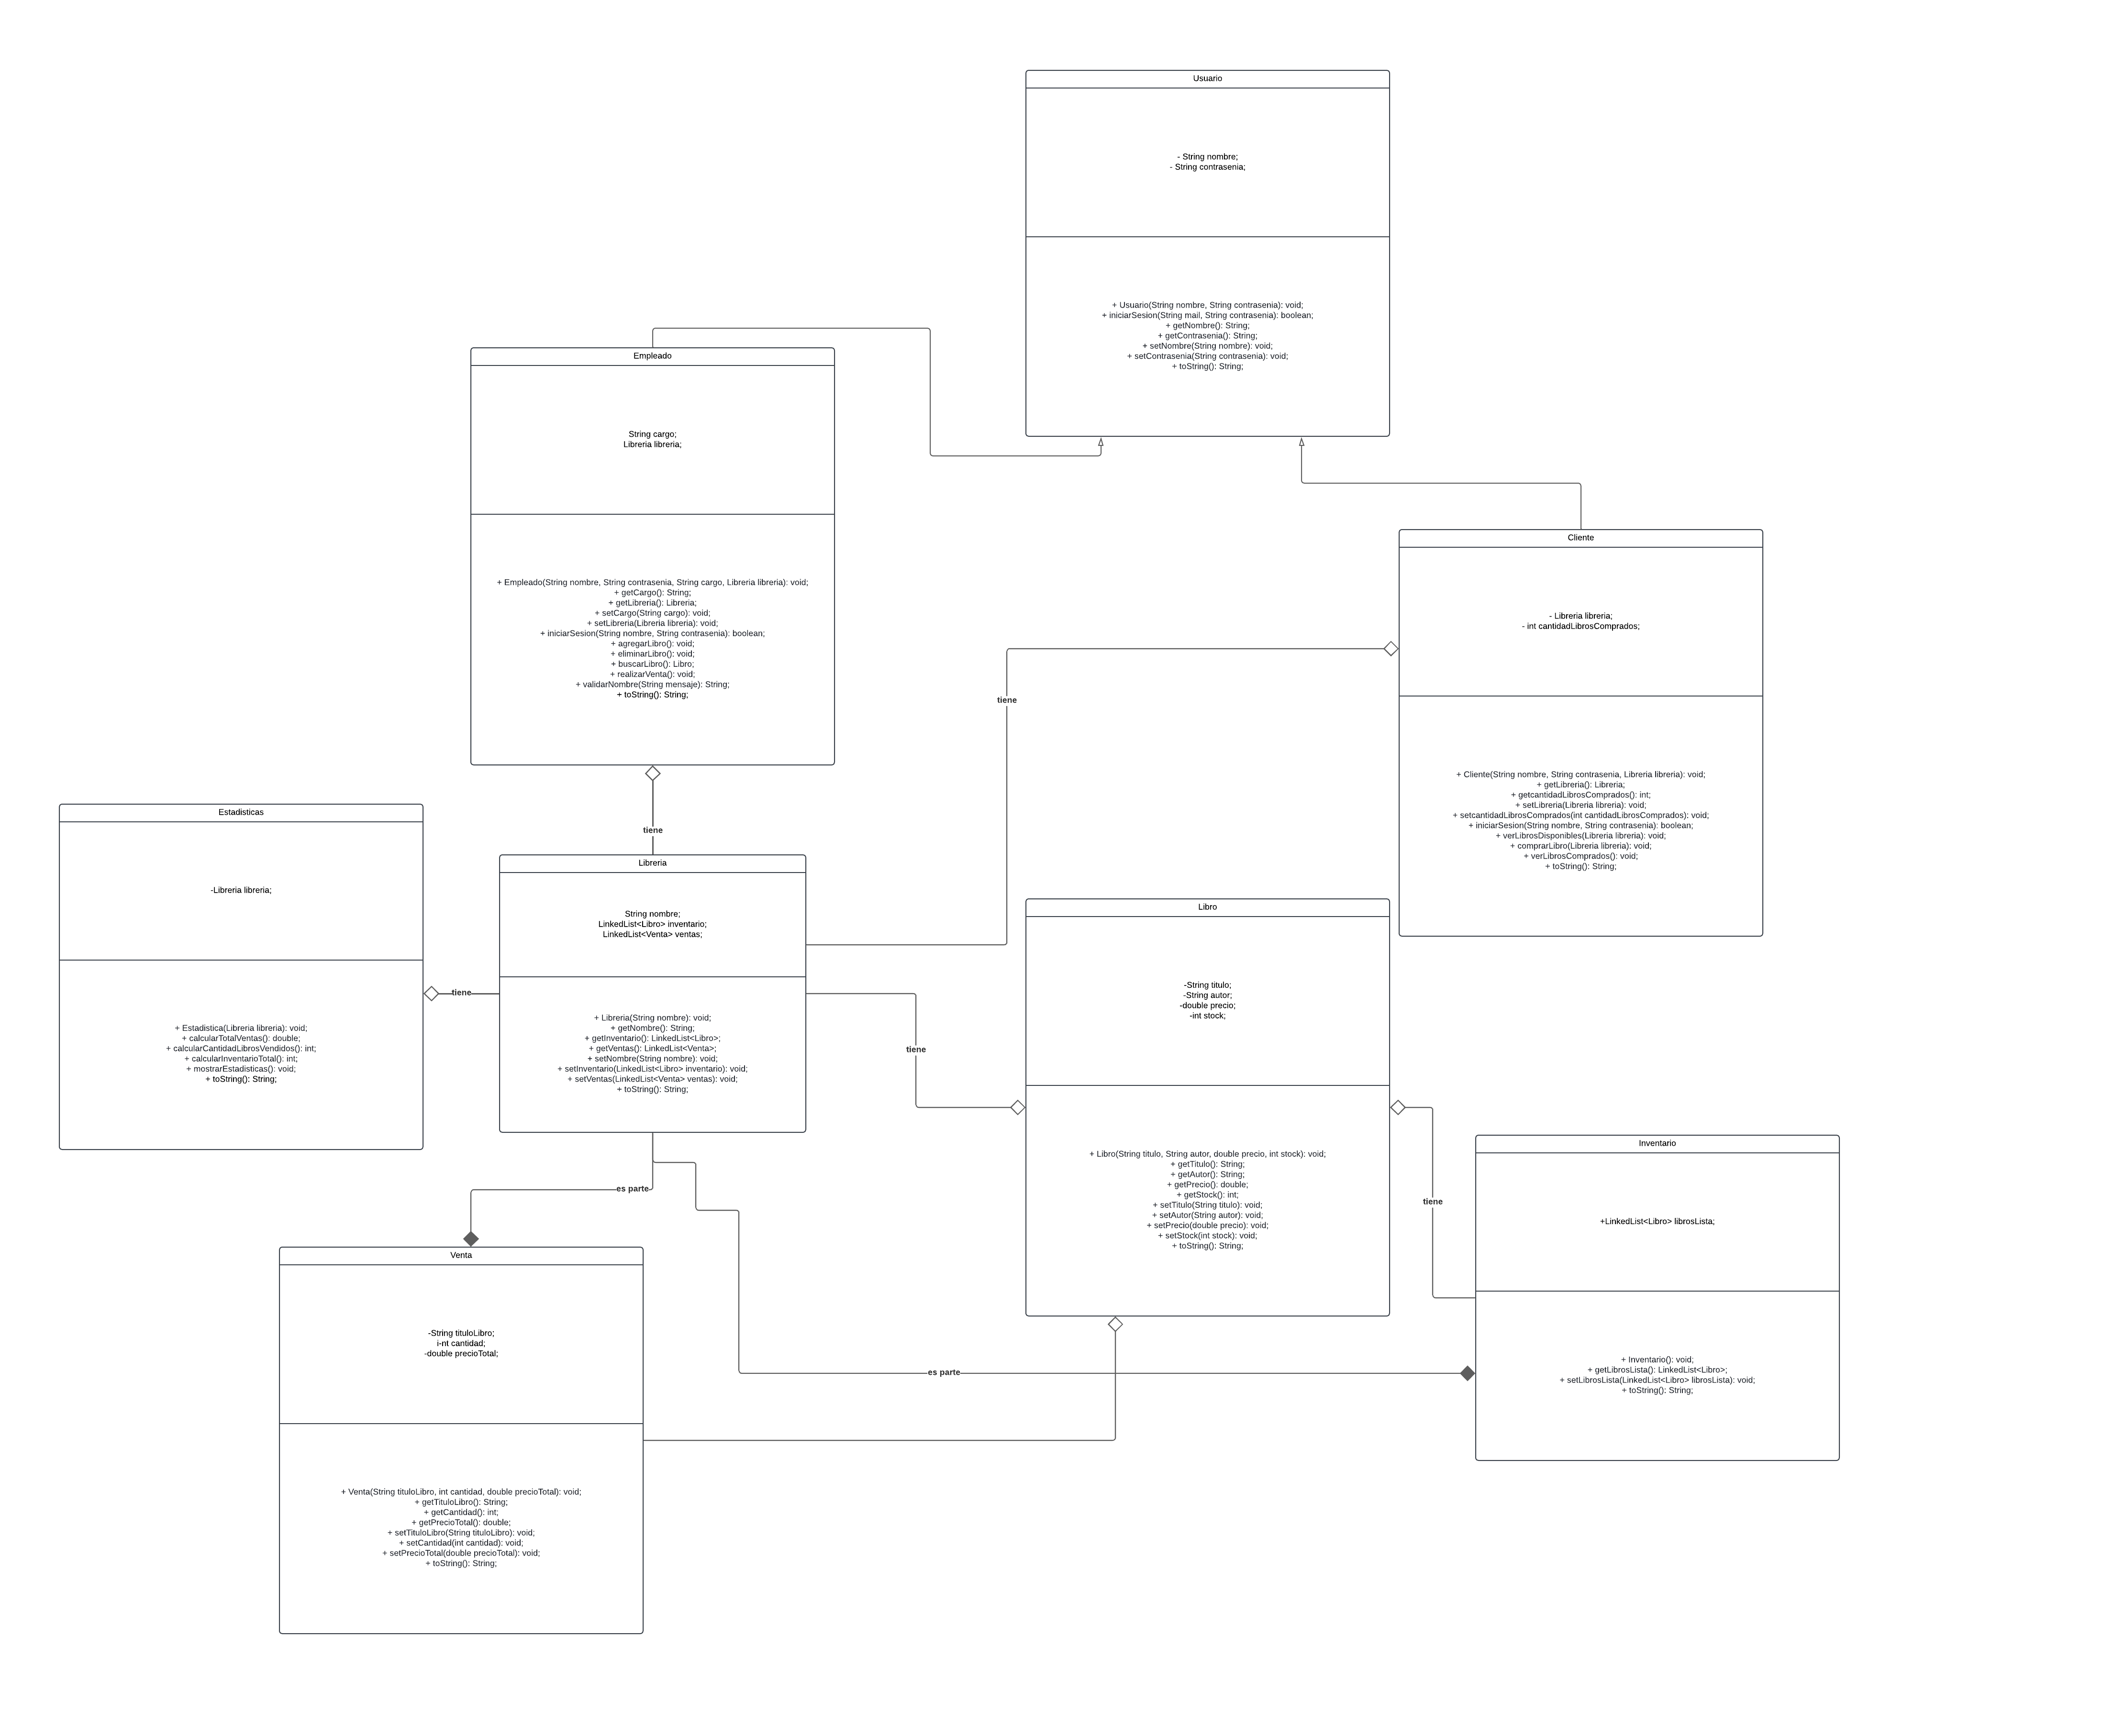 Usuario
- String nombre;
- String contrasenia;
+ Usuario(String nombre, String contrasenia): void;
+ iniciarSesion(String mail, String contrasenia): boolean;
+ getNombre(): String;
+ getContrasenia(): String;
+ setNombre(String nombre): void;
+ setContrasenia(String contrasenia): void;
+ toString(): String;
Empleado
String cargo;
Libreria libreria;
+ Empleado(String nombre, String contrasenia, String cargo, Libreria libreria): void;
+ getCargo(): String;
+ getLibreria(): Libreria;
+ setCargo(String cargo): void;
+ setLibreria(Libreria libreria): void;
+ iniciarSesion(String nombre, String contrasenia): boolean;
+ agregarLibro(): void;
+ eliminarLibro(): void;
+ buscarLibro(): Libro;
+ realizarVenta(): void;
+ validarNombre(String mensaje): String;
+ toString(): String;
Cliente
- Libreria libreria;
- int cantidadLibrosComprados;
+ Cliente(String nombre, String contrasenia, Libreria libreria): void;
+ getLibreria(): Libreria;
+ getcantidadLibrosComprados(): int;
+ setLibreria(Libreria libreria): void;
+ setcantidadLibrosComprados(int cantidadLibrosComprados): void;
+ iniciarSesion(String nombre, String contrasenia): boolean;
+ verLibrosDisponibles(Libreria libreria): void;
+ comprarLibro(Libreria libreria): void;
+ verLibrosComprados(): void;
+ toString(): String;
tiene
tiene
Estadisticas
-Libreria libreria;
+ Estadistica(Libreria libreria): void;
+ calcularTotalVentas(): double;
+ calcularCantidadLibrosVendidos(): int;
+ calcularInventarioTotal(): int;
+ mostrarEstadisticas(): void;
+ toString(): String;
tiene
Libreria
String nombre;
LinkedList<Libro> inventario;
LinkedList<Venta> ventas;
+ Libreria(String nombre): void;
+ getNombre(): String;
+ getInventario(): LinkedList<Libro>;
+ getVentas(): LinkedList<Venta>;
+ setNombre(String nombre): void;
+ setInventario(LinkedList<Libro> inventario): void;
+ setVentas(LinkedList<Venta> ventas): void;
+ toString(): String;
tiene
Libro
-String titulo;
-String autor;
-double precio;
-int stock;
+ Libro(String titulo, String autor, double precio, int stock): void;
+ getTitulo(): String;
+ getAutor(): String;
+ getPrecio(): double;
+ getStock(): int;
+ setTitulo(String titulo): void;
+ setAutor(String autor): void;
+ setPrecio(double precio): void;
+ setStock(int stock): void;
+ toString(): String;
tiene
Inventario
+LinkedList<Libro> librosLista;
+ Inventario(): void;
+ getLibrosLista(): LinkedList<Libro>;
+ setLibrosLista(LinkedList<Libro> librosLista): void;
+ toString(): String;
es parte
es parte
Venta
-String tituloLibro;
i-nt cantidad;
-double precioTotal;
+ Venta(String tituloLibro, int cantidad, double precioTotal): void;
+ getTituloLibro(): String;
+ getCantidad(): int;
+ getPrecioTotal(): double;
+ setTituloLibro(String tituloLibro): void;
+ setCantidad(int cantidad): void;
+ setPrecioTotal(double precioTotal): void;
+ toString(): String;